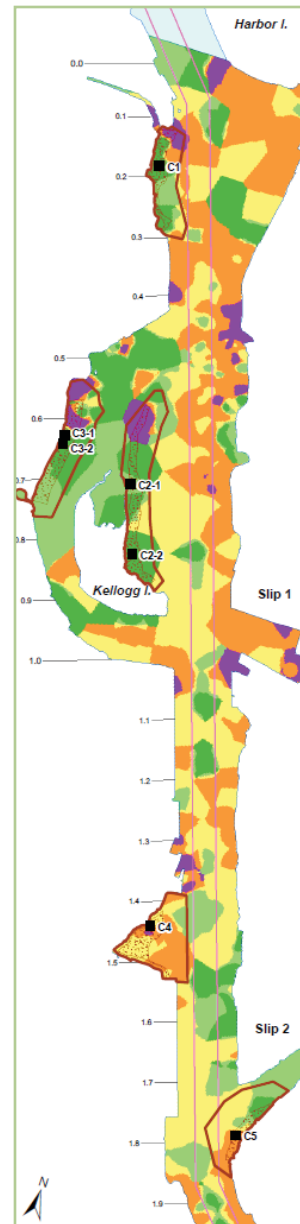 Harbor I.
0.0
0.1
C1
0.2
0.3
0.4
0.5
0.6
C3-1
C3-2
0.7
C2-1
0.8
C2-2
Kellogg I.
Slip 1
0.9
1.0
1.1
1.2
1.3
1.4
C4
1.5
1.6
Slip 2
1.7
C5
1.8
N
1.9